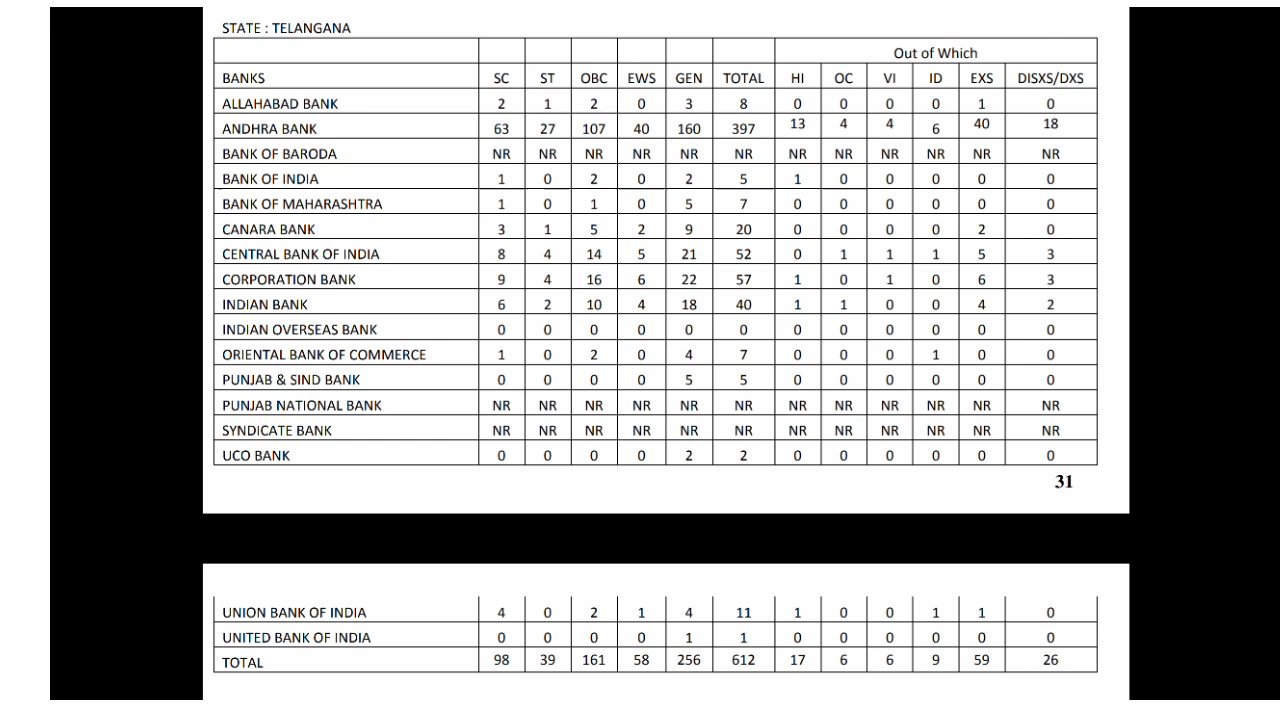 STATE : TELANGANA
Out of Which
BANKS SC ST OBC EWS GEN TOTAL HI OC VI ID EXS DISXS/DXS
ALLAHABAD BANK 2 1 2 0 3 8 0 0 0 0 1 0
ANDHRA BANK 63 27 107 40 160 397 13 4 4 6 40 18
BANK OF BARODA NR NR NR NR NR NR NR NR NR NR NR NR
BANK OF INDIA 1 0 2 0 2 5 1 0 0 0 0 0
BANK OF MAHARASHTRA 1 0 1 0 5 7 0 0 0 0 0 0
CANARA BANK 3 1 5 2 9 20 0 0 0 0 2 0
CENTRAL BANK OF INDIA 8 4 14 5 21 52 0 1 1 1 5 3
CORPORATION BANK 9 4 16 6 22 57 1 0 1 0 6 3
INDIAN BANK 6 2 10 4 18 40 1 1 0 0 4 2
INDIAN OVERSEAS BANK 0 0 0 0 0 0 0 0 0 0 0 0
ORIENTAL BANK OF COMMERCE 1 0 2 0 4 7 0 0 0 1 0 0
PUNJAB & SIND BANK 0 0 0 0 5 5 0 0 0 0 0 0
PUNJAB NATIONAL BANK NR NR NR NR NR NR NR NR NR NR NR NR
SYNDICATE BANK NR NR NR NR NR NR NR NR NR NR NR NR
UCO BANK 0 0 0 0 2 2 0 0 0 0 0 0
31
UNION BANK OF INDIA 4 0 2 1 4 11 1 0 0 1 1 0
UNITED BANK OF INDIA 0 0 0 0 1 1 0 0 0 0 0 0
TOTAL 98 39 161 58 256 612 17 6 6 9 59 26